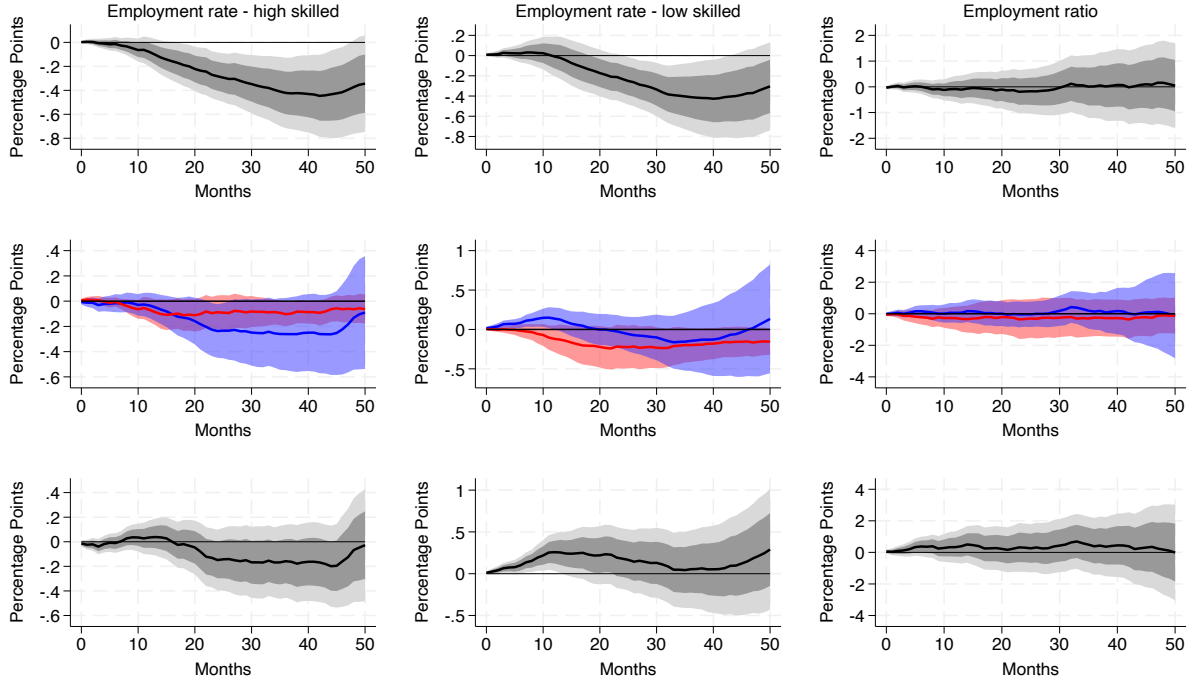 Employment rate - high skilled
Percentage Points
0
-.2
-.4
-.6
-.8
0 10 20 30 40 50
Months
Employment rate - low skilled
Percentage Points
.2
0
-.2
-.4
-.6
-.8
0 10 20 30 40 50
Months
Employment ratio
Percentage Points
2
1
0
-1
-2
0 10 20 30 40 50
Months
Percentage Points
.4
.2
0
-.2
-.4
-.6
0 10 20 30 40 50
Months
Percentage Points
1
.5
0
-.5
0 10 20 30 40 50
Months
Percentage Points
4
2
0
-2
-4
0 10 20 30 40 50
Months
Percentage Points
.4
.2
0
-.2
-.4
-.6
0 10 20 30 40 50
Months
Percentage Points
1
.5
0
-.5
0 10 20 30 40 50
Months
Percentage Points
4
2
0
-2
-4
0 10 20 30 40 50
Months